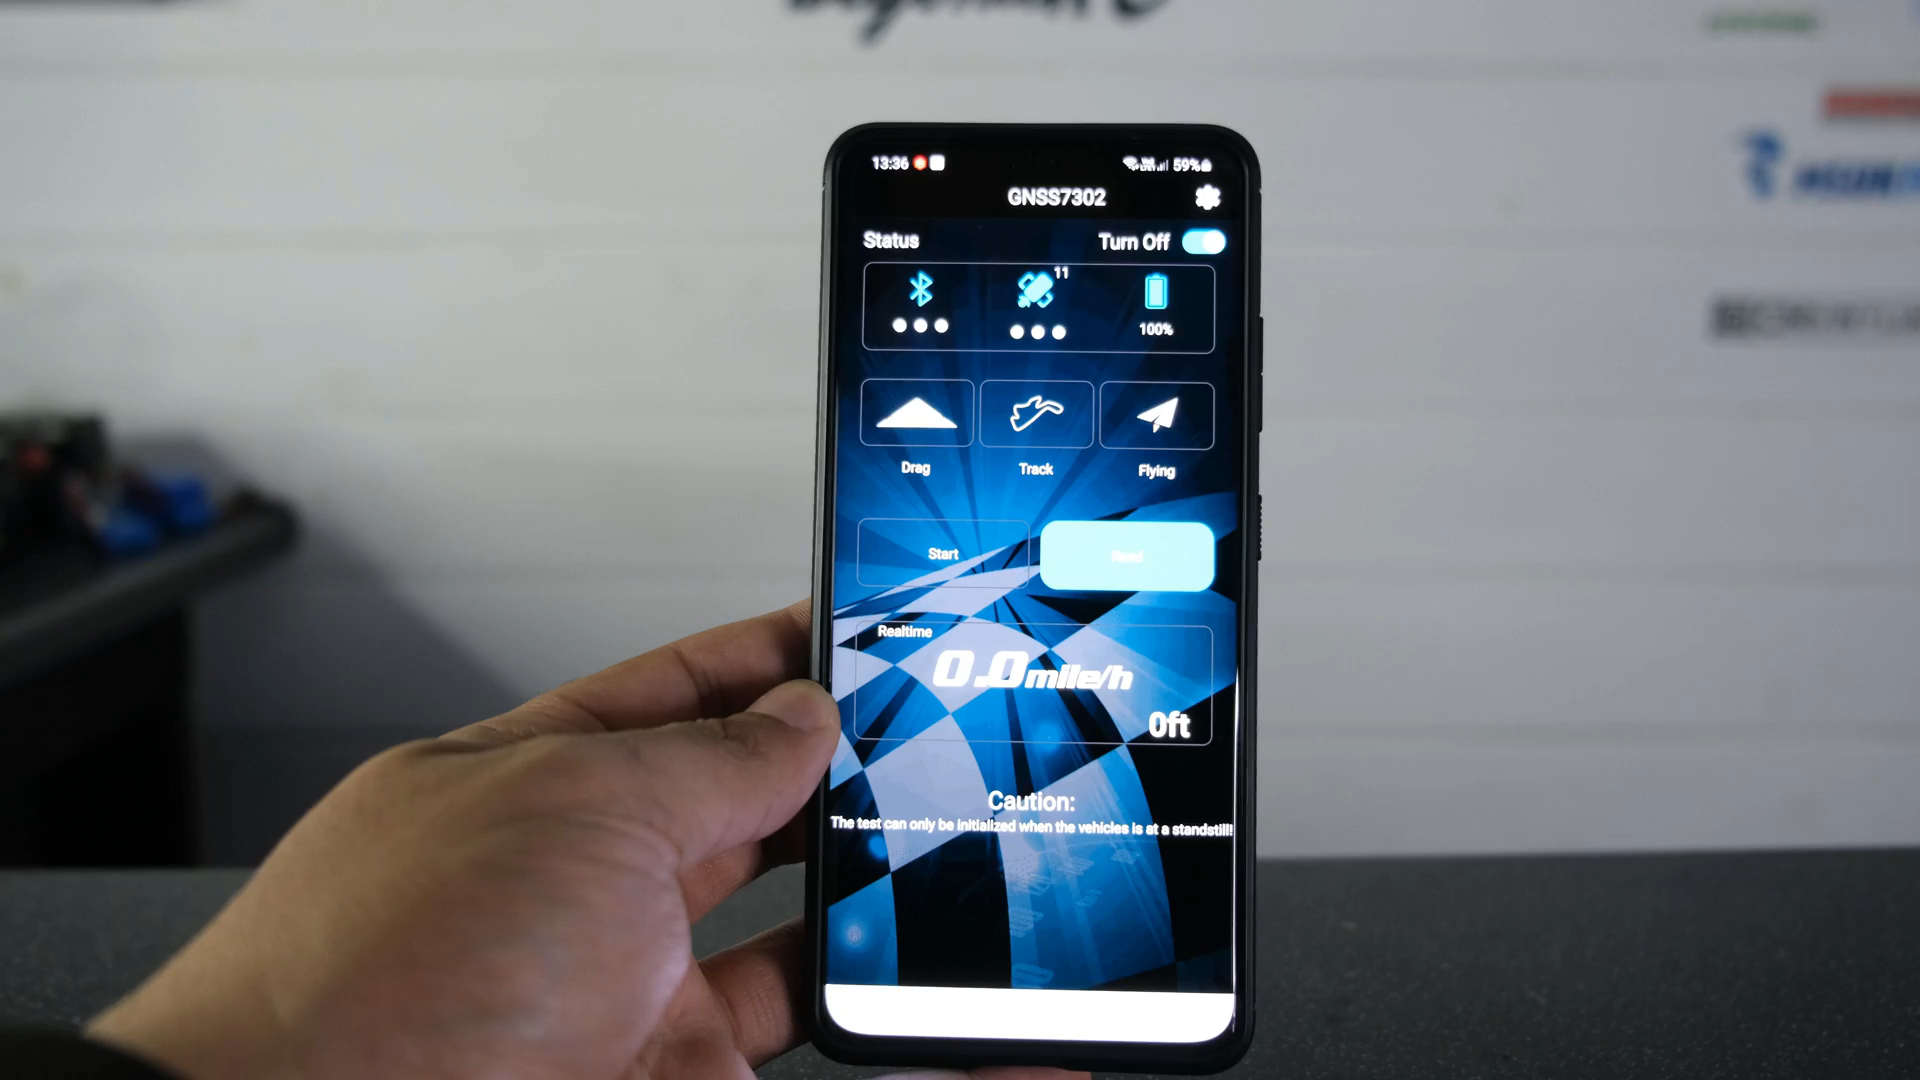 13:36 59%
GNSS7302
Status Turn Off
11
100%
Drag Track Flying
Start
Realtime
0.0mile/h
0ft
Caution:
The test can only be initialized when the vehicles is at a standstill!